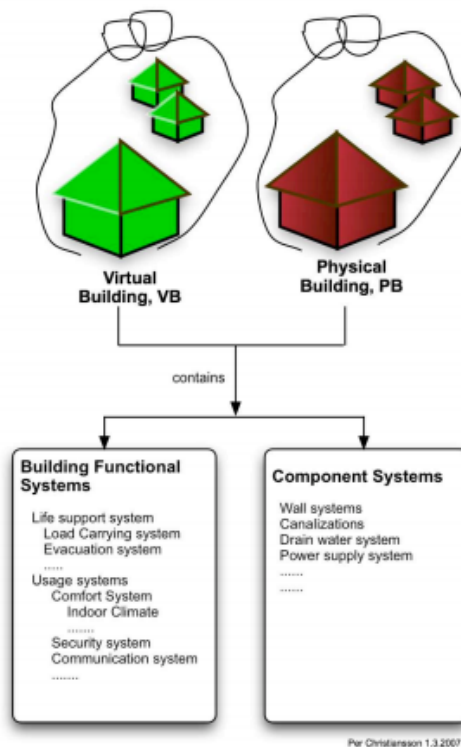 Virtual
Building, VB
Physical
Building, PB
contains
Building Functional
Systems
Life support system
Load Carrying system
Evacuation system
.....
Usage systems
Comfort System
Indoor Climate
.......
Security system
Communication system
.......
Component Systems
Wall systems
Canalizations
Drain water system
Power supply system
......
......
Per Christiansson 1.3.2007